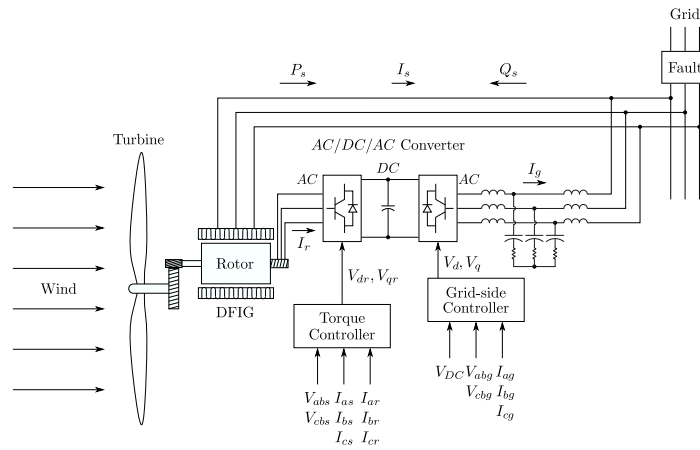 Grid
Fault
P_s
I_s
Q_s
Turbine
AC/DC/AC Converter
AC
DC
AC
I_g
I_r
Rotor
Wind
DFIG
V_dr, V_qr
V_d, V_q
Torque
Controller
Grid-side
Controller
V_DC V_abg I_ag
V_cbg I_bg
I_cg
V_abs I_as I_ar
V_cbs I_bs I_br
I_cs I_cr